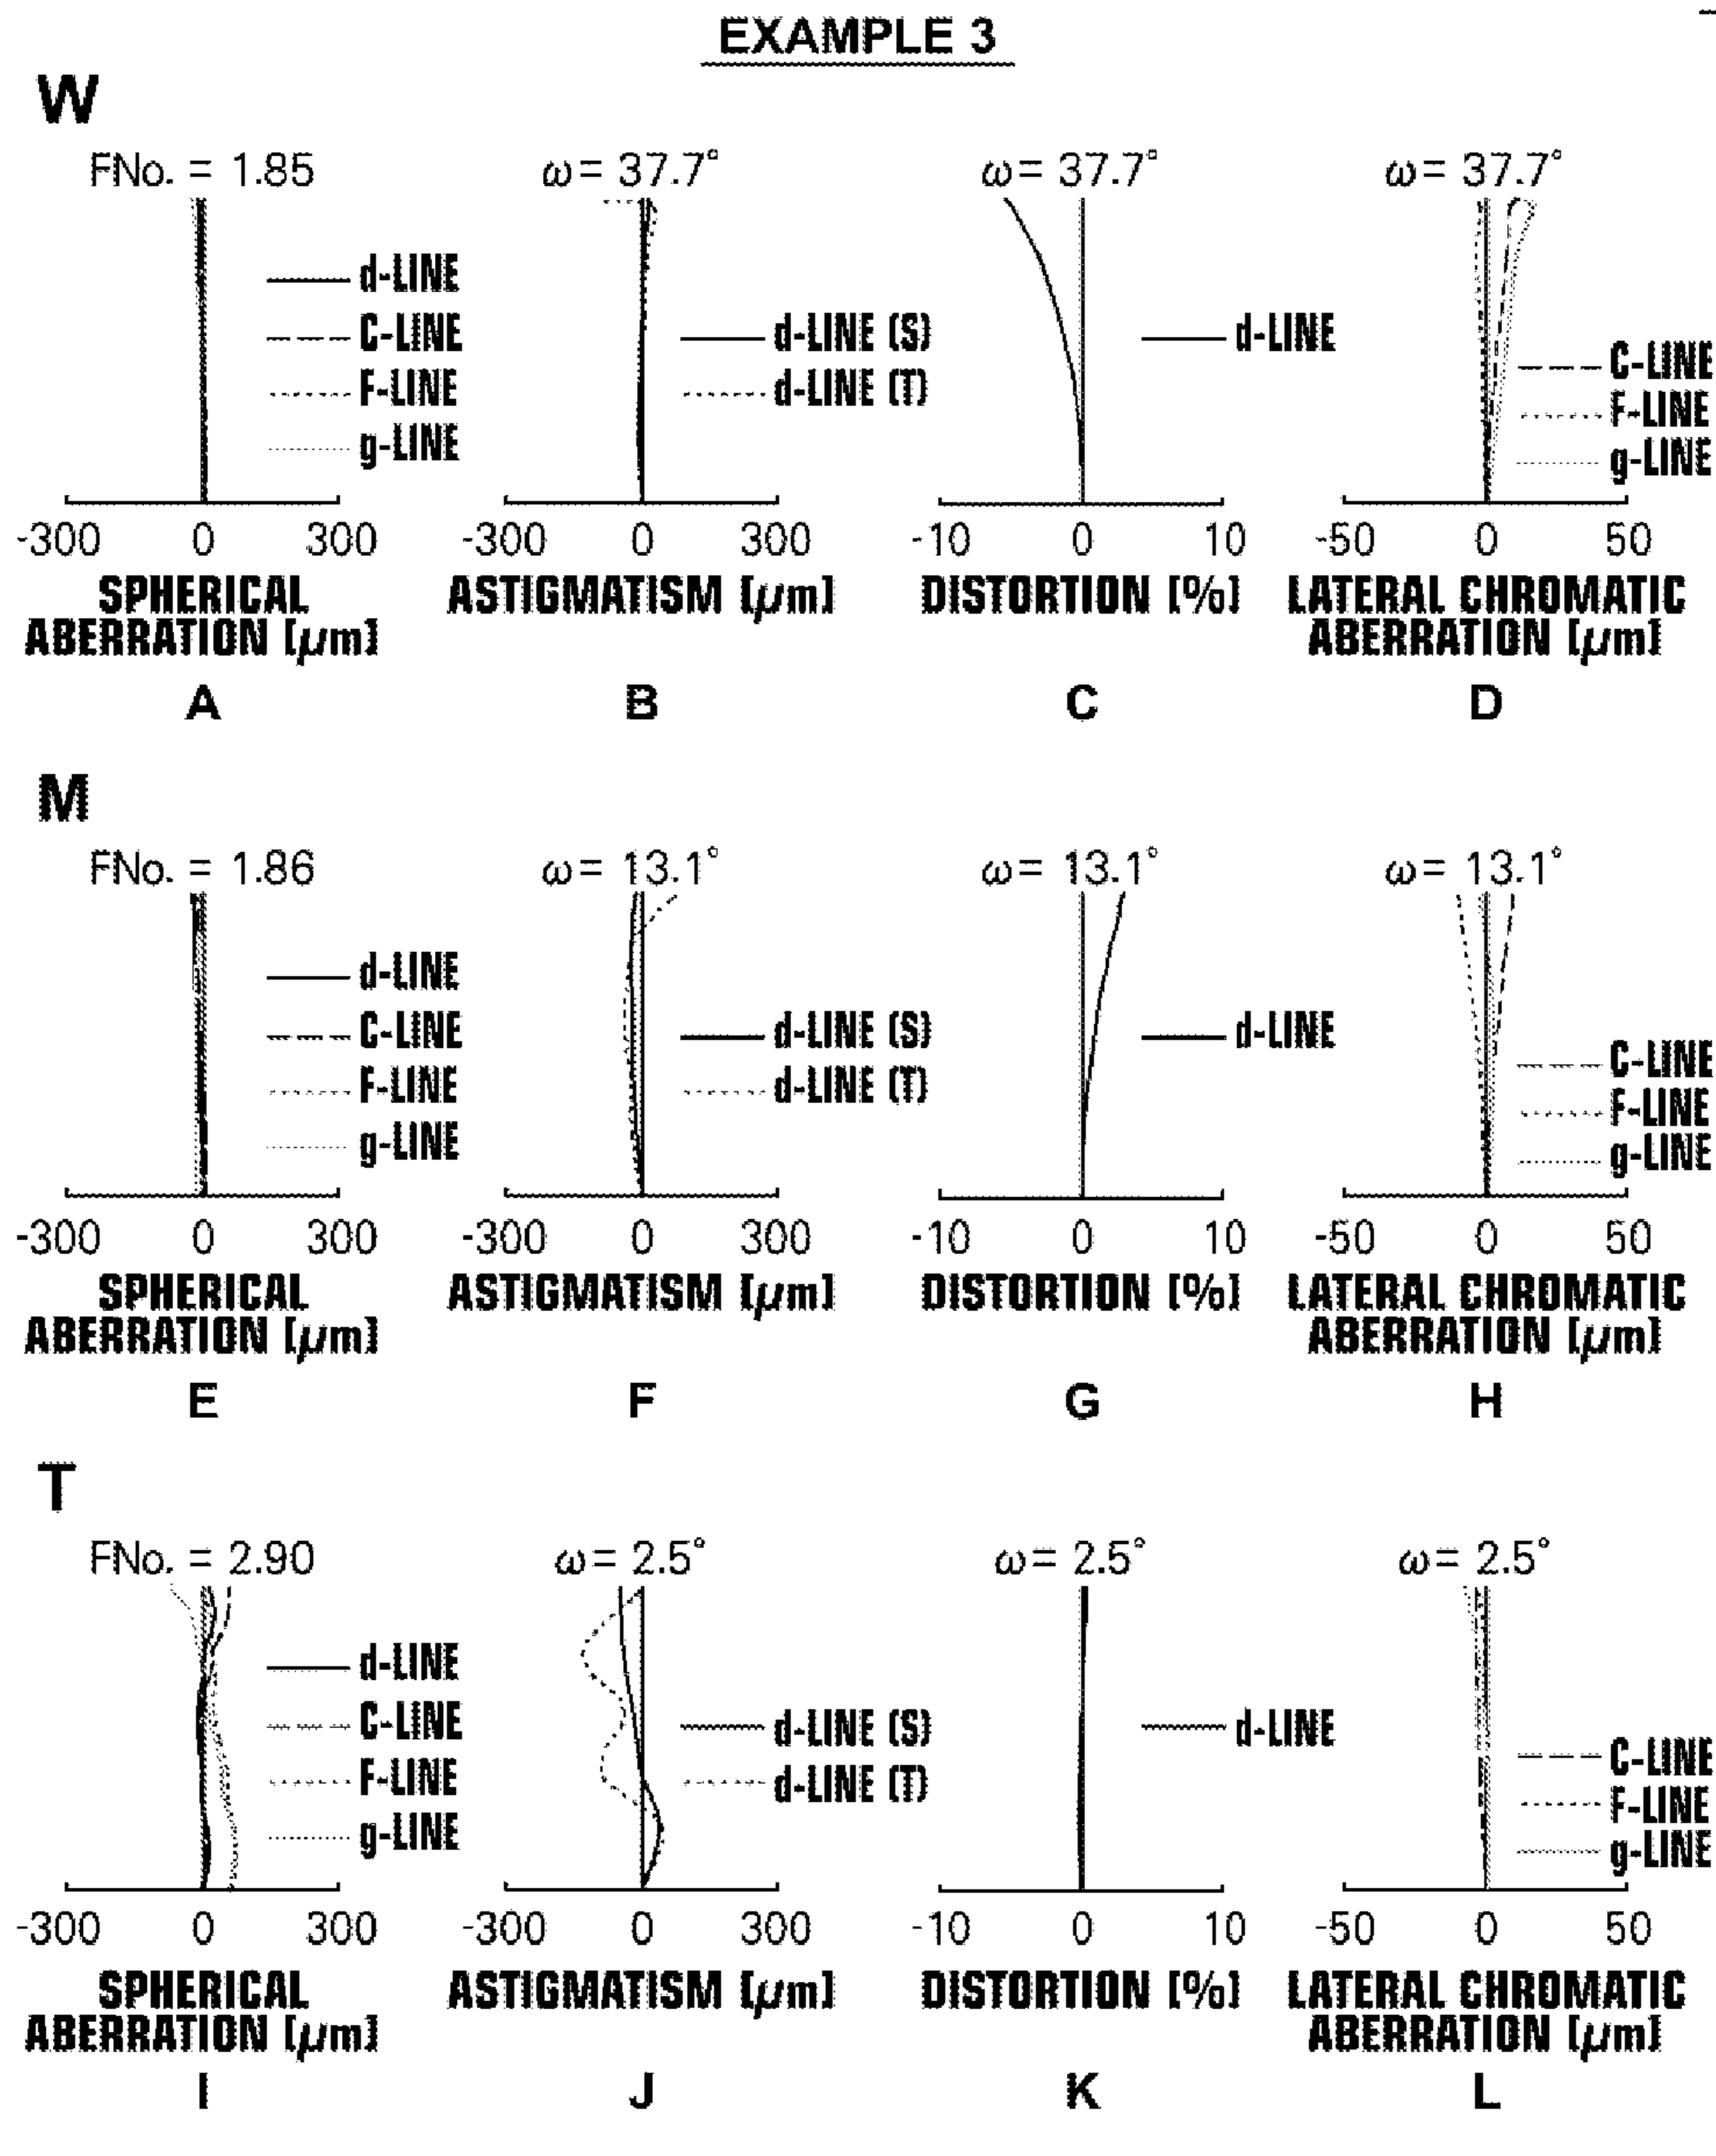 EXAMPLE 3
W
FNo. = 1.85 ω= 37.7° ω= 37.7° ω= 37.7°
d-LINE
C-LINE
F-LINE
g-LINE
d-LINE (S)
d-LINE (T)
d-LINE
C-LINE
F-LINE
g-LINE
-300 0 300 -300 0 300 -10 0 10 -50 0 50
SPHERICAL
ABERRATION [μm]
ASTIGMATISM [μm]
DISTORTION [%]
LATERAL CHROMATIC
ABERRATION [μm]
A B C D
M
FNo. = 1.86 ω= 13.1° ω= 13.1° ω= 13.1°
d-LINE
C-LINE
F-LINE
g-LINE
d-LINE (S)
d-LINE (T)
d-LINE
C-LINE
F-LINE
g-LINE
-300 0 300 -300 0 300 -10 0 10 -50 0 50
SPHERICAL
ABERRATION [μm]
ASTIGMATISM [μm]
DISTORTION [%]
LATERAL CHROMATIC
ABERRATION [μm]
E F G H
T
FNo. = 2.90 ω= 2.5° ω= 2.5° ω= 2.5°
d-LINE
C-LINE
F-LINE
g-LINE
d-LINE (S)
d-LINE (T)
d-LINE
C-LINE
F-LINE
g-LINE
-300 0 300 -300 0 300 -10 0 10 -50 0 50
SPHERICAL
ABERRATION [μm]
ASTIGMATISM [μm]
DISTORTION [%]
LATERAL CHROMATIC
ABERRATION [μm]
I J K L